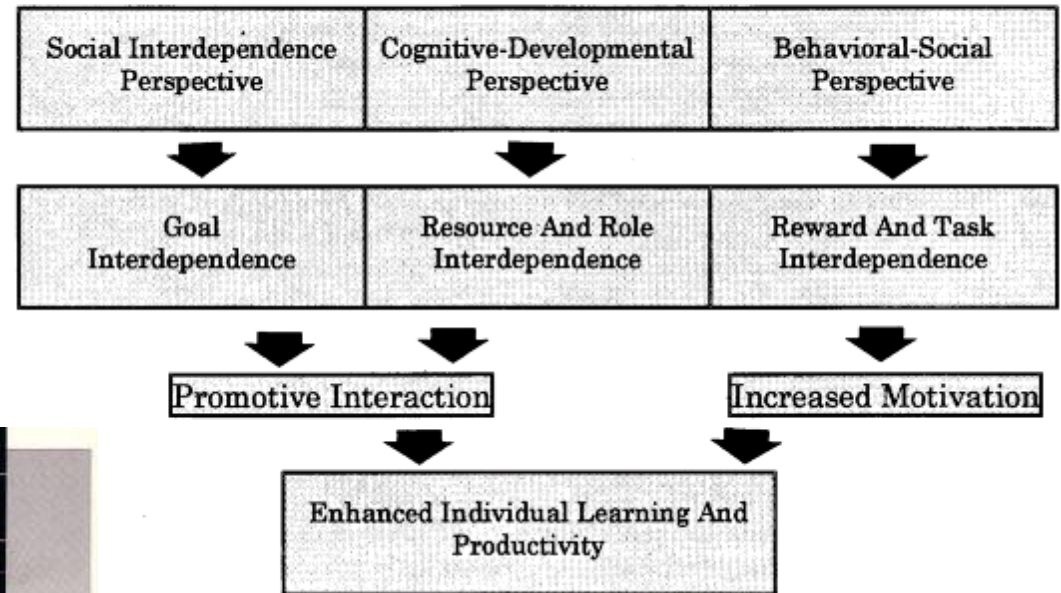 Social Interdependence
Perspective
Cognitive-Developmental
Perspective
Behavioral-Social
Perspective
Goal
Interdependence
Resource And Role
Interdependence
Reward And Task
Interdependence
Promotive Interaction
Increased Motivation
Enhanced Individual Learning And
Productivity